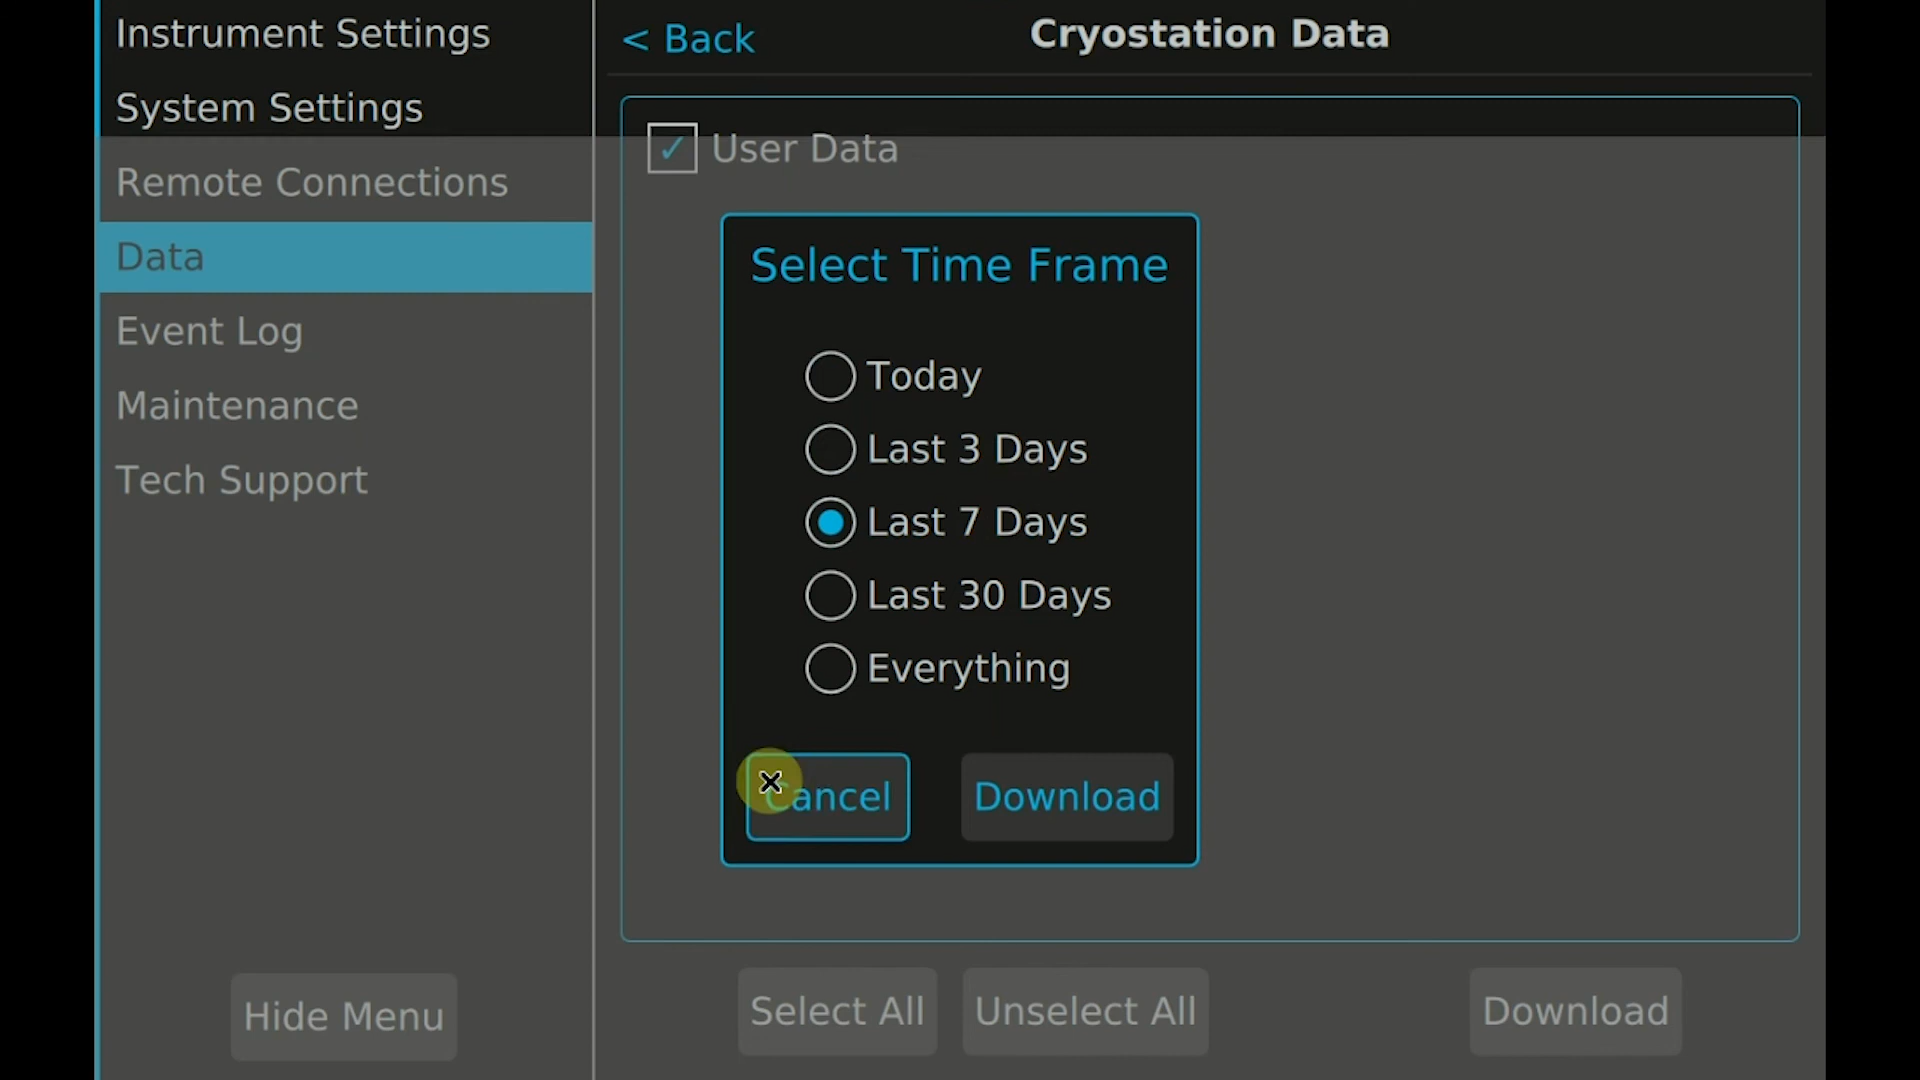 Instrument Settings
System Settings
Remote Connections
Data
Event Log
Maintenance
Tech Support
Hide Menu
< Back
Cryostation Data
User Data
Select Time Frame
Today
Last 3 Days
Last 7 Days
Last 30 Days
Everything
Cancel
Download
Select All
Unselect All
Download